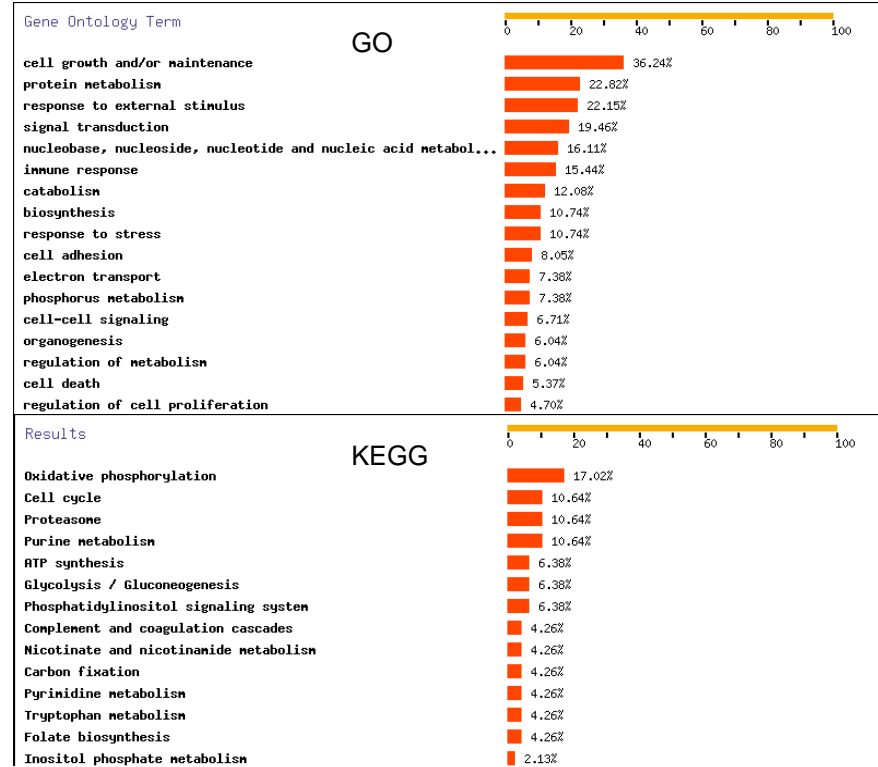 Gene Ontology Term
GO
0 20 40 60 80 100
cell growth and/or maintenance 36.24%
protein metabolism 22.82%
response to external stimulus 22.15%
signal transduction 19.46%
nucleobase, nucleoside, nucleotide and nucleic acid metabol... 16.11%
immune response 15.44%
catabolism 12.08%
biosynthesis 10.74%
response to stress 10.74%
cell adhesion 8.05%
electron transport 7.38%
phosphorus metabolism 7.38%
cell-cell signaling 6.71%
organogenesis 6.04%
regulation of metabolism 6.04%
cell death 5.37%
regulation of cell proliferation 4.70%
Results
KEGG
0 20 40 60 80 100
Oxidative phosphorylation 17.02%
Cell cycle 10.64%
Proteasome 10.64%
Purine metabolism 10.64%
ATP synthesis 6.38%
Glycolysis / Gluconeogenesis 6.38%
Phosphatidylinositol signaling system 6.38%
Complement and coagulation cascades 4.26%
Nicotinate and nicotinamide metabolism 4.26%
Carbon fixation 4.26%
Pyrimidine metabolism 4.26%
Tryptophan metabolism 4.26%
Folate biosynthesis 4.26%
Inositol phosphate metabolism 2.13%